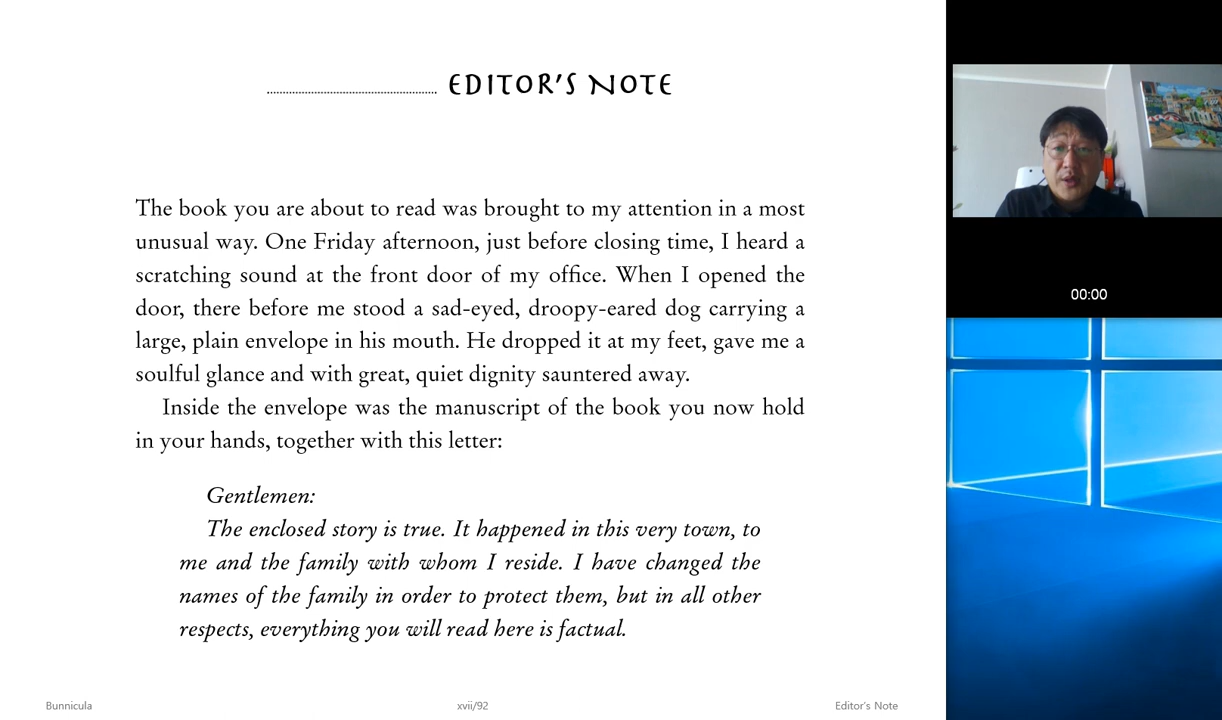 EDITOR'S NOTE
The book you are about to read was brought to my attention in a most
unusual way. One Friday afternoon, just before closing time, I heard a
scratching sound at the front door of my office. When I opened the
door, there before me stood a sad-eyed, droopy-eared dog carrying a
large, plain envelope in his mouth. He dropped it at my feet, gave me a
soulful glance and with great, quiet dignity sauntered away.
Inside the envelope was the manuscript of the book you now hold
in your hands, together with this letter:
Gentlemen:
The enclosed story is true. It happened in this very town, to
me and the family with whom I reside. I have changed the
names of the family in order to protect them, but in all other
respects, everything you will read here is factual.
Bunnicula
xvii/92
Editor's Note
00:00